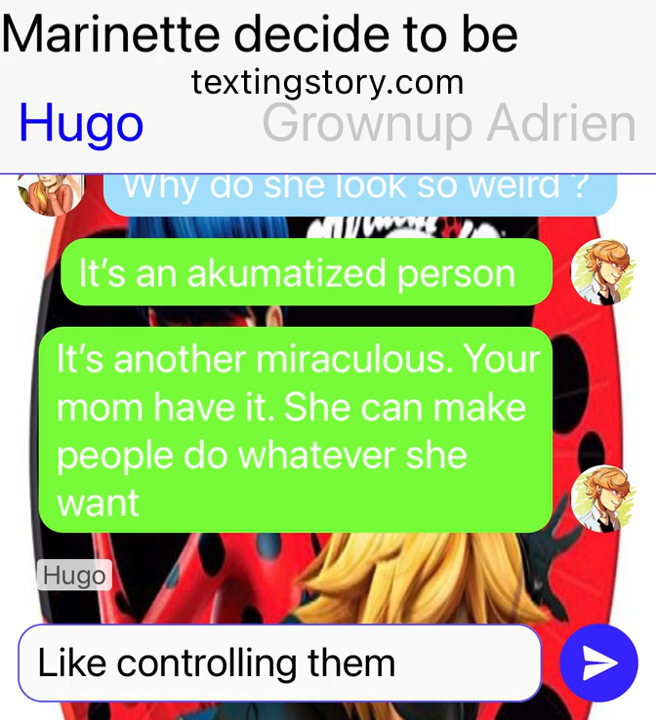 Marinette decide to be
textingstory.com
Hugo Grownup Adrien
Why do she look so weird ?
It’s an akumatized person
It’s another miraculous. Your
mom have it. She can make
people do whatever she
want
Hugo
Like controlling them